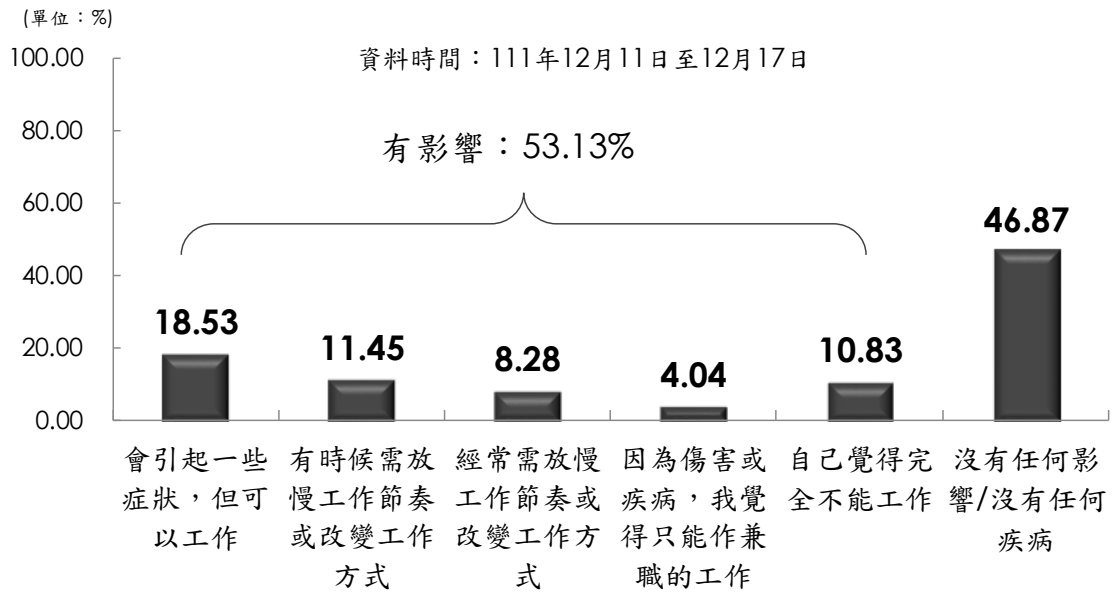 (單位：%)
100.00
80.00
60.00
40.00
20.00
0.00
資料時間：111年12月11日至12月17日
有影響：53.13%
18.53
11.45
8.28
4.04
10.83
46.87
會引起一些
症狀，但可
以工作
有時候需放
慢工作節奏
或改變工作
方式
經常需放慢
工作節奏或
改變工作方
式
因為傷害或
疾病，我覺
得只能作兼
職的工作
自己覺得完
全不能工作
沒有任何影
響/沒有任何
疾病